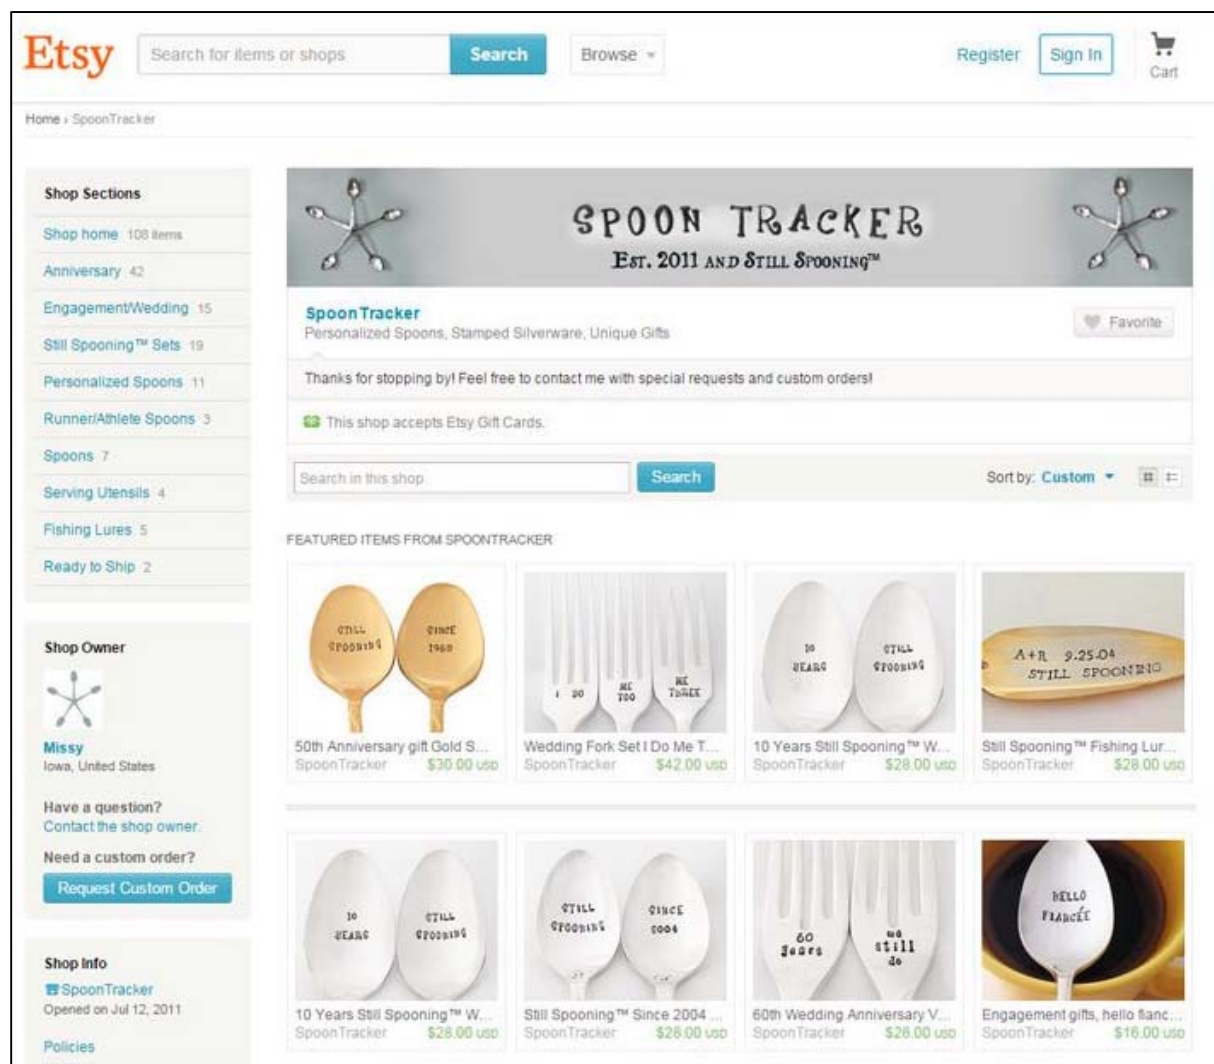 Etsy
Search for items or shops
Search
Browse
Register
Sign In
Cart
Home › SpoonTracker
Shop Sections
Shop home 108 items
Anniversary 42
Engagement/Wedding 15
Still Spooning™ Sets 19
Personalized Spoons 11
Runner/Athlete Spoons 3
Spoons 7
Serving Utensils 4
Fishing Lures 5
Ready to Ship 2
Shop Owner
Missy
Iowa, United States
Have a question?
Contact the shop owner.
Need a custom order?
Request Custom Order
Shop Info
SpoonTracker
Opened on Jul 12, 2011
Policies
SPOON TRACKER
EST. 2011 AND STILL SPOONING™
SpoonTracker
Personalized Spoons, Stamped Silverware, Unique Gifts
Favorite
Thanks for stopping by! Feel free to contact me with special requests and custom orders!
This shop accepts Etsy Gift Cards.
Search in this shop
Search
Sort by: Custom
FEATURED ITEMS FROM SPOONTRACKER
STILL
SPOONING
SINCE
1960
50th Anniversary gift Gold S...
SpoonTracker $30.00 USD
I DO
ME
TOO
ME
THREE
Wedding Fork Set I Do Me T...
SpoonTracker $42.00 USD
10
YEARS
STILL
SPOONING
10 Years Still Spooning™ W...
SpoonTracker $28.00 USD
A+R 9.25.04
STILL SPOONING
Still Spooning™ Fishing Lur...
SpoonTracker $28.00 USD
10
YEARS
STILL
SPOONING
10 Years Still Spooning™ W...
SpoonTracker $28.00 USD
STILL
SPOONING
SINCE
2004
Still Spooning™ Since 2004 ...
SpoonTracker $28.00 USD
60
years
we
still
do
60th Wedding Anniversary V...
SpoonTracker $28.00 USD
HELLO
FIANCÉE
Engagement gifts, hello fianc...
SpoonTracker $16.00 USD